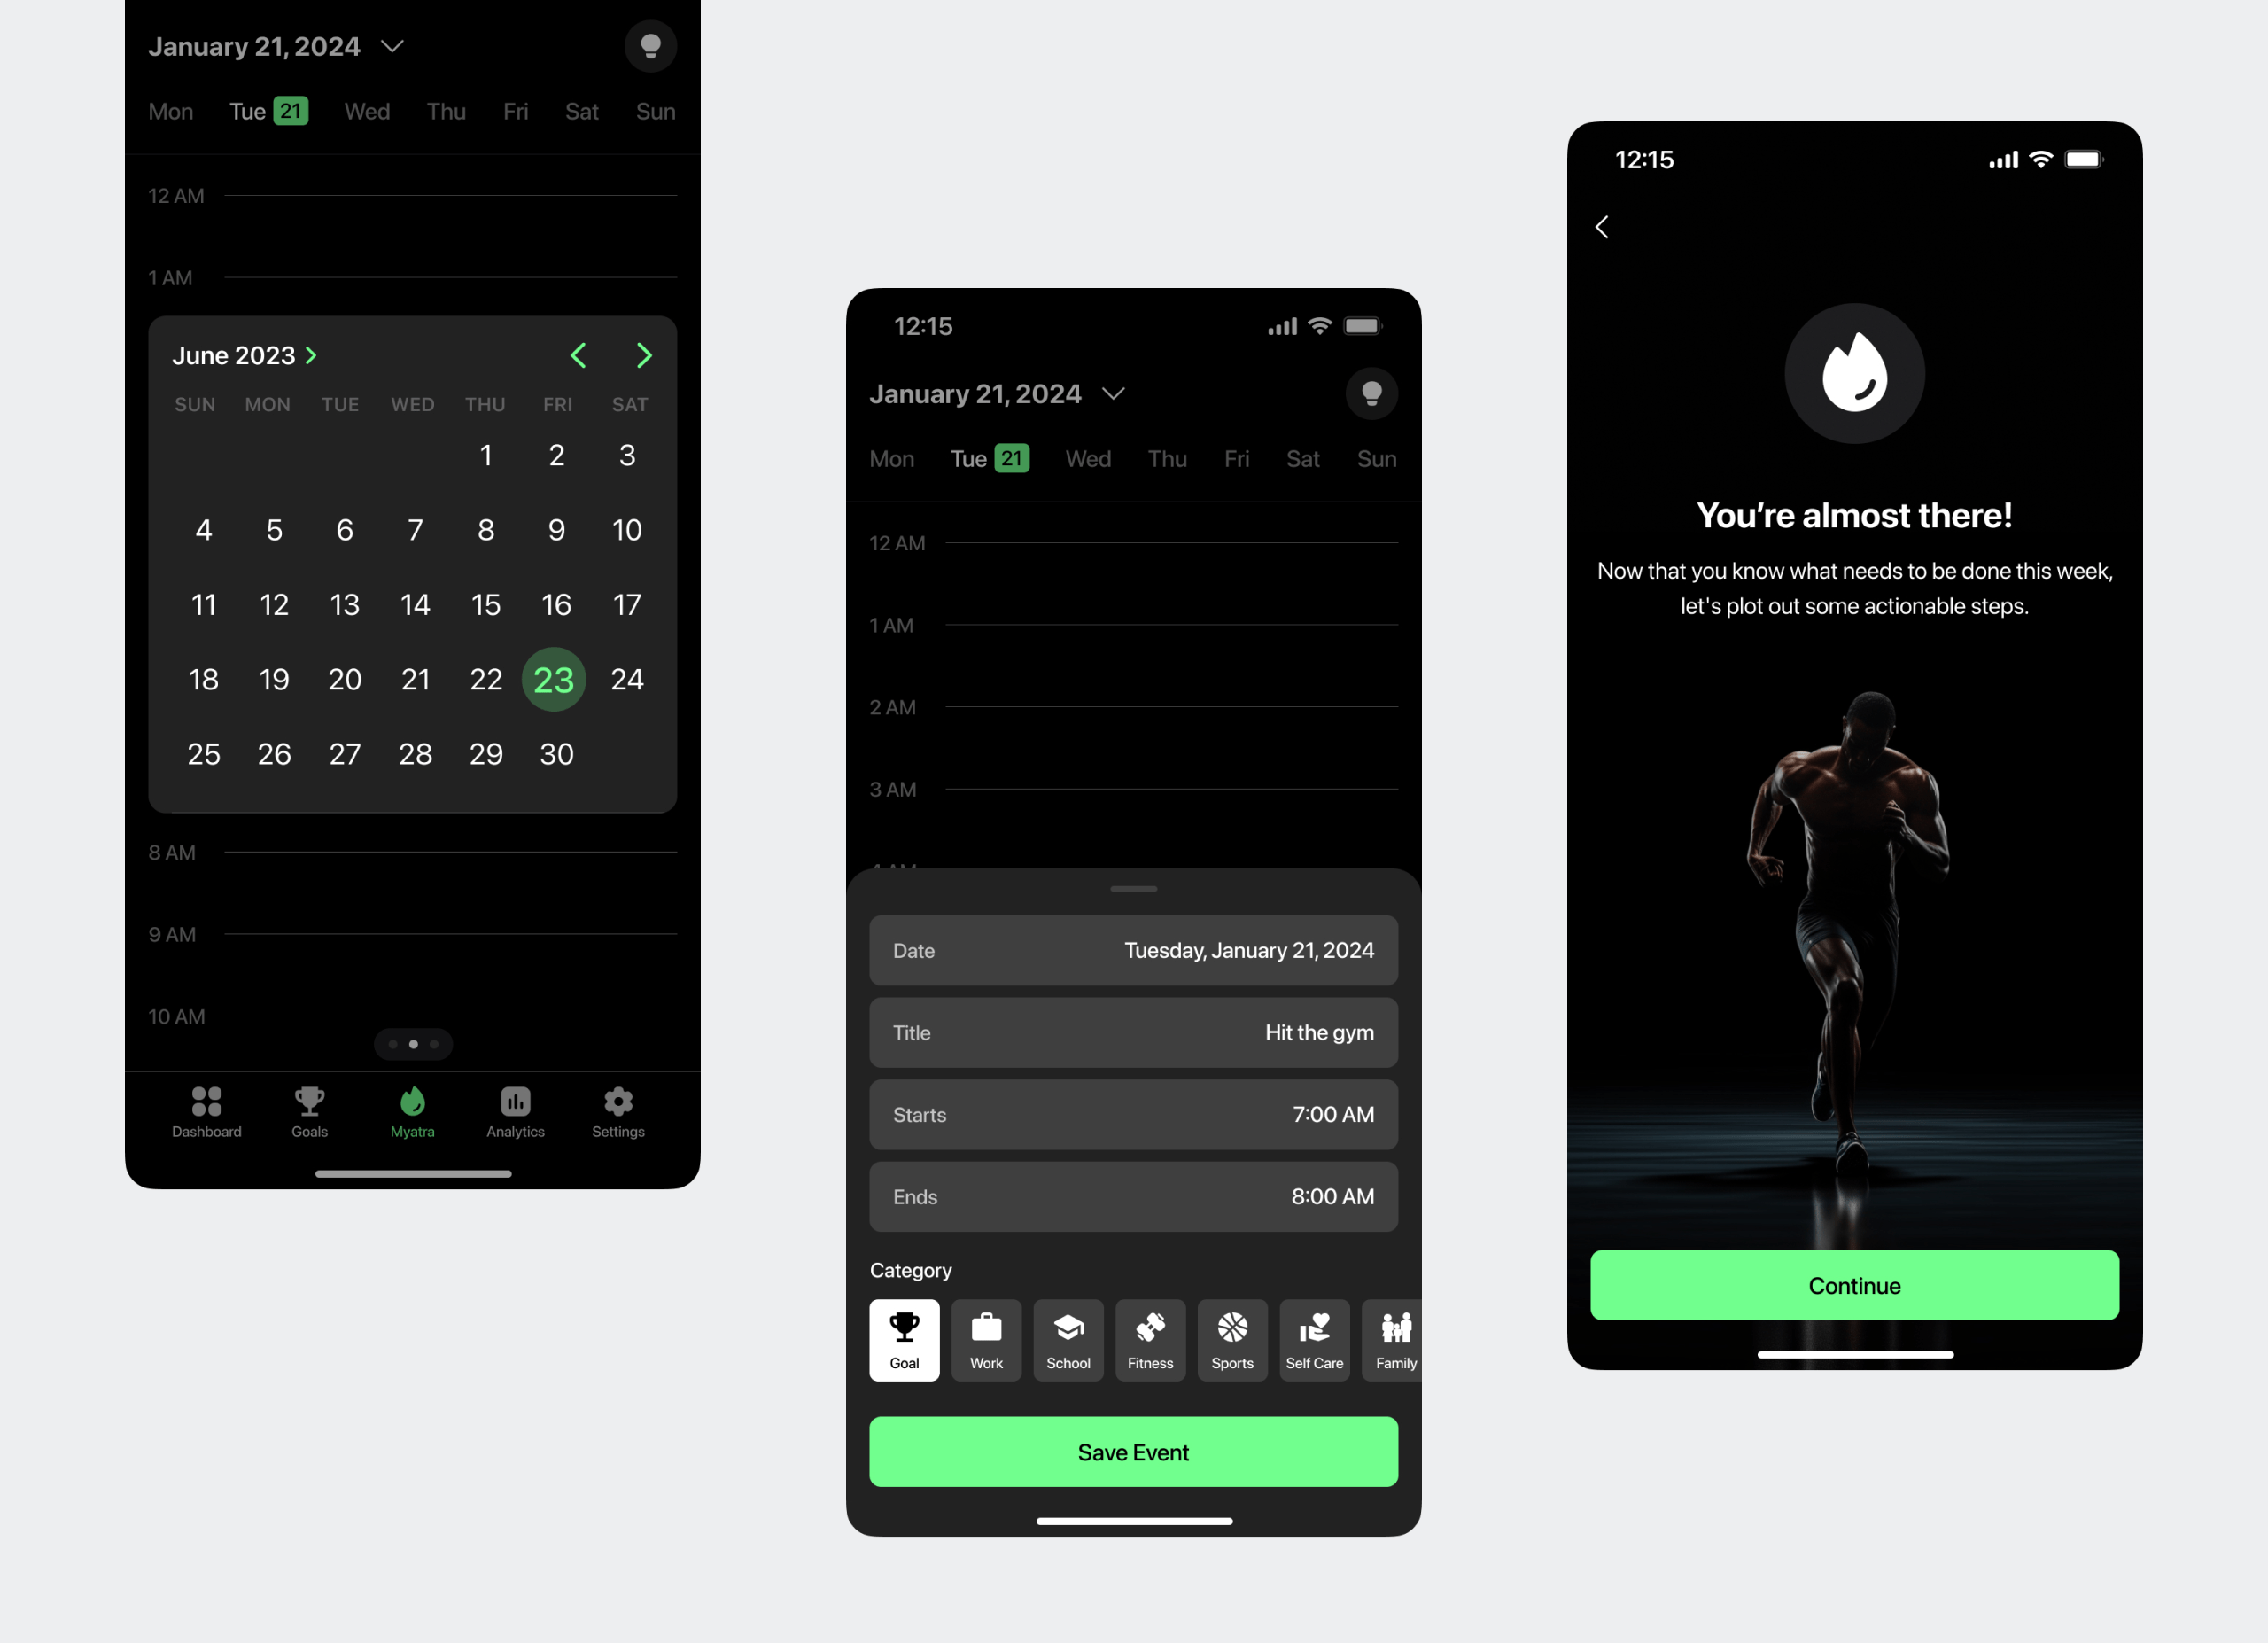 January 21, 2024
Mon Tue 21 Wed Thu Fri Sat Sun
12 AM
1 AM
June 2023
SUN MON TUE WED THU FRI SAT
1 2 3
4 5 6 7 8 9 10
11 12 13 14 15 16 17
18 19 20 21 22 23 24
25 26 27 28 29 30
8 AM
9 AM
10 AM
Dashboard Goals Myatra Analytics Settings
12:15
January 21, 2024
Mon Tue 21 Wed Thu Fri Sat Sun
12 AM
1 AM
2 AM
3 AM
Date Tuesday, January 21, 2024
Title Hit the gym
Starts 7:00 AM
Ends 8:00 AM
Category
Goal Work School Fitness Sports Self Care Family
Save Event
12:15
You’re almost there!
Now that you know what needs to be done this week,
let's plot out some actionable steps.
Continue